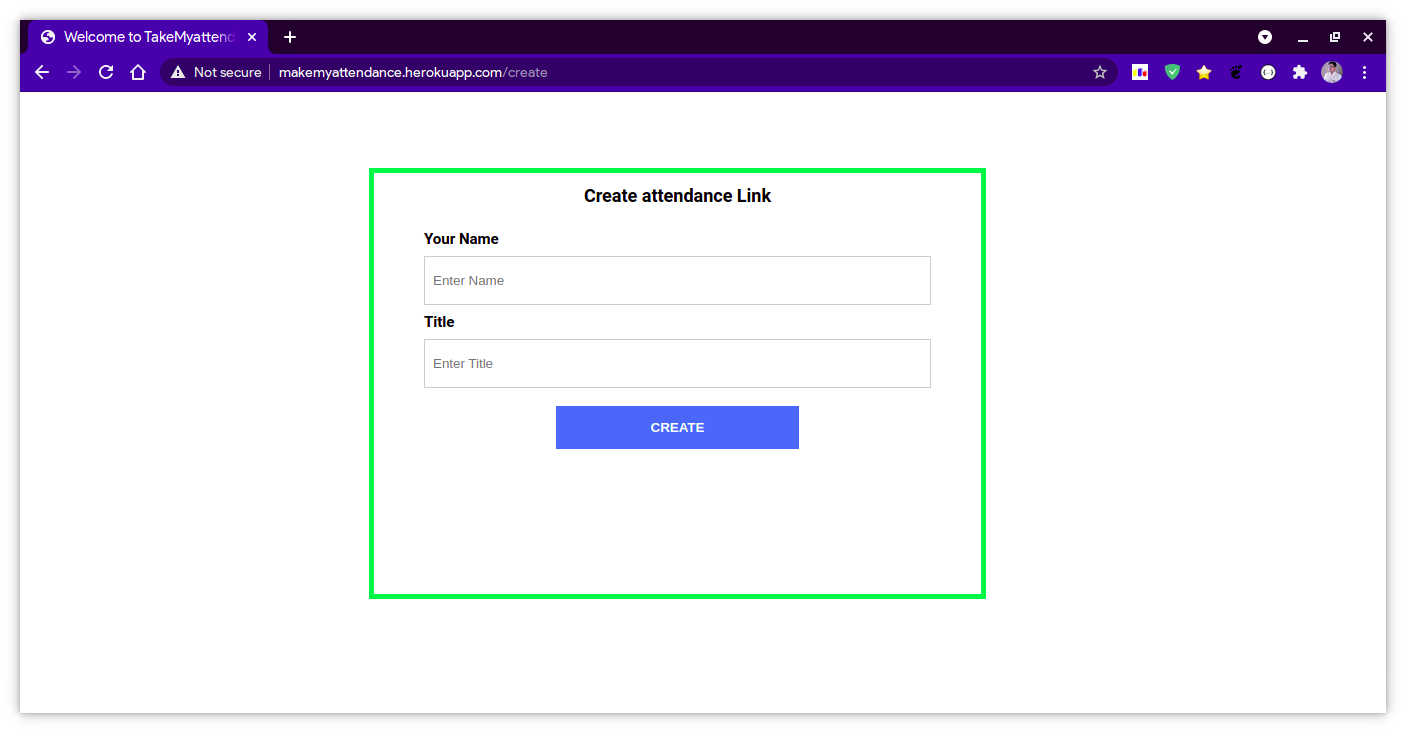 Welcome to TakeMyattend
Not secure makemyattendance.herokuapp.com/create
Create attendance Link
Your Name
Enter Name
Title
Enter Title
CREATE